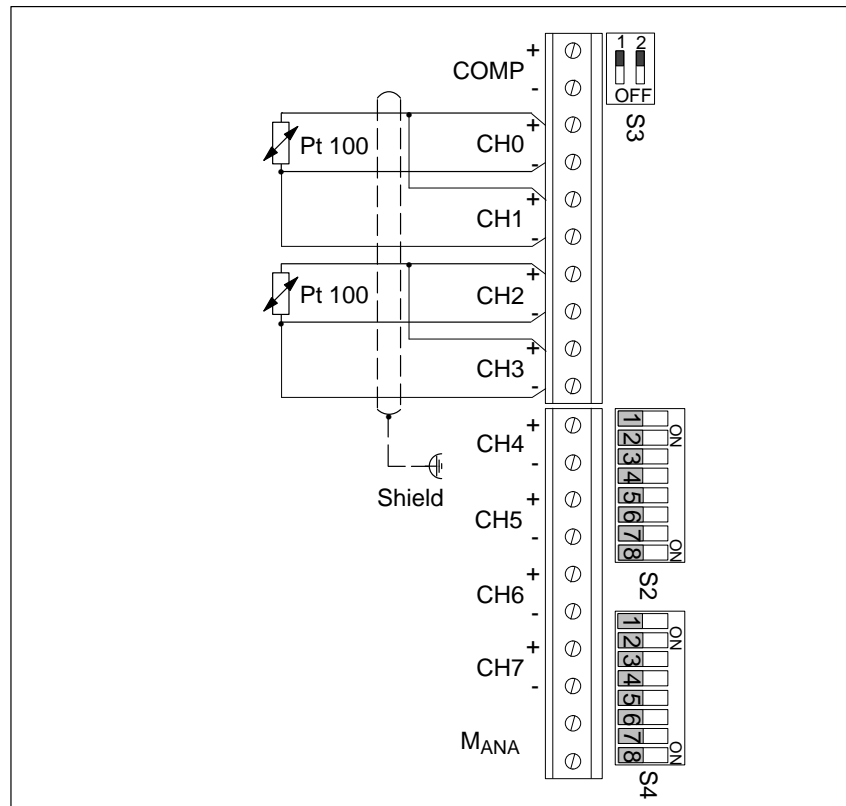 COMP
+
-
1 2
OFF
S3
Pt 100
CH0
+
-
CH1
+
-
Pt 100
CH2
+
-
CH3
+
-
Shield
CH4
+
-
CH5
+
-
CH6
+
-
CH7
+
-
MANA
1
2
3
4
5
6
7
8
ON
ON
S2
1
2
3
4
5
6
7
8
ON
ON
S4